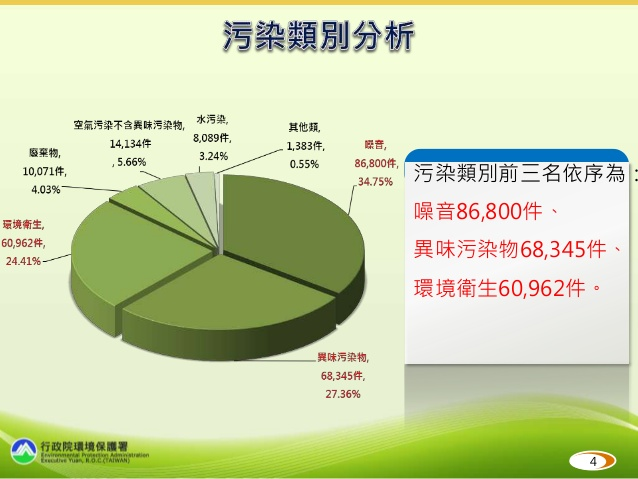 污染類別分析
空氣污染不含異味污染物,
14,134件
, 5.66%
水污染,
8,089件,
3.24%
其他類,
1,383件,
0.55%
噪音,
86,800件,
34.75%
廢棄物,
10,071件,
4.03%
環境衛生,
60,962件,
24.41%
異味污染物,
68,345件,
27.36%
污染類別前三名依序為：
噪音86,800件、
異味污染物68,345件、
環境衛生60,962件。
行政院環境保護署
Environmental Protection Administration
Executive Yuan, R.O.C.(TAIWAN)
4